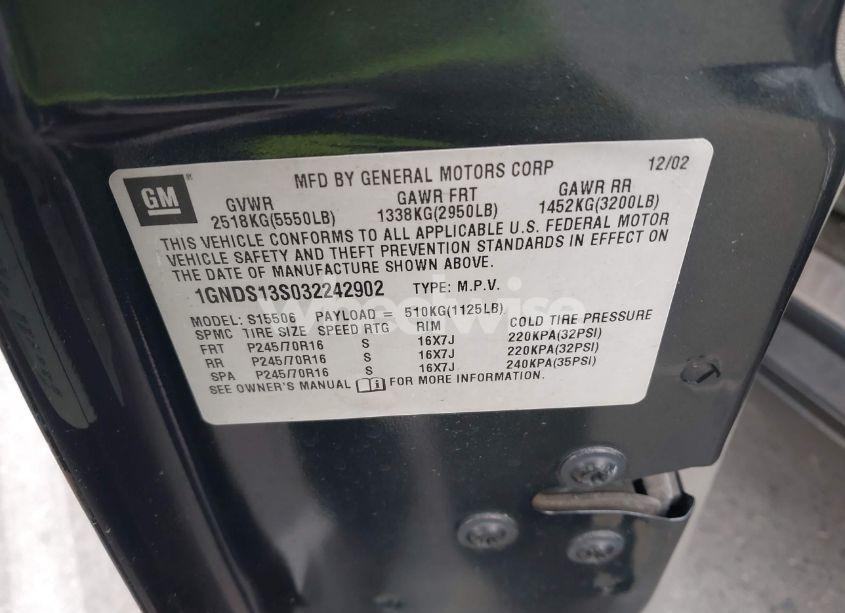 MFD BY GENERAL MOTORS CORP 12/02
GM
GVWR GAWR FRT GAWR RR
2518KG(5550LB) 1338KG(2950LB) 1452KG(3200LB)
THIS VEHICLE CONFORMS TO ALL APPLICABLE U.S. FEDERAL MOTOR
VEHICLE SAFETY AND THEFT PREVENTION STANDARDS IN EFFECT ON
THE DATE OF MANUFACTURE SHOWN ABOVE.
1GNDS13S032242902 TYPE: M.P.V.
MODEL: S15506 PAYLOAD = 510KG(1125LB)
SPMC TIRE SIZE SPEED RTG RIM COLD TIRE PRESSURE
FRT P245/70R16 S 16X7J 220KPA(32PSI)
RR P245/70R16 S 16X7J 220KPA(32PSI)
SPA P245/70R16 S 16X7J 240KPA(35PSI)
SEE OWNER'S MANUAL FOR MORE INFORMATION.
wheelwise